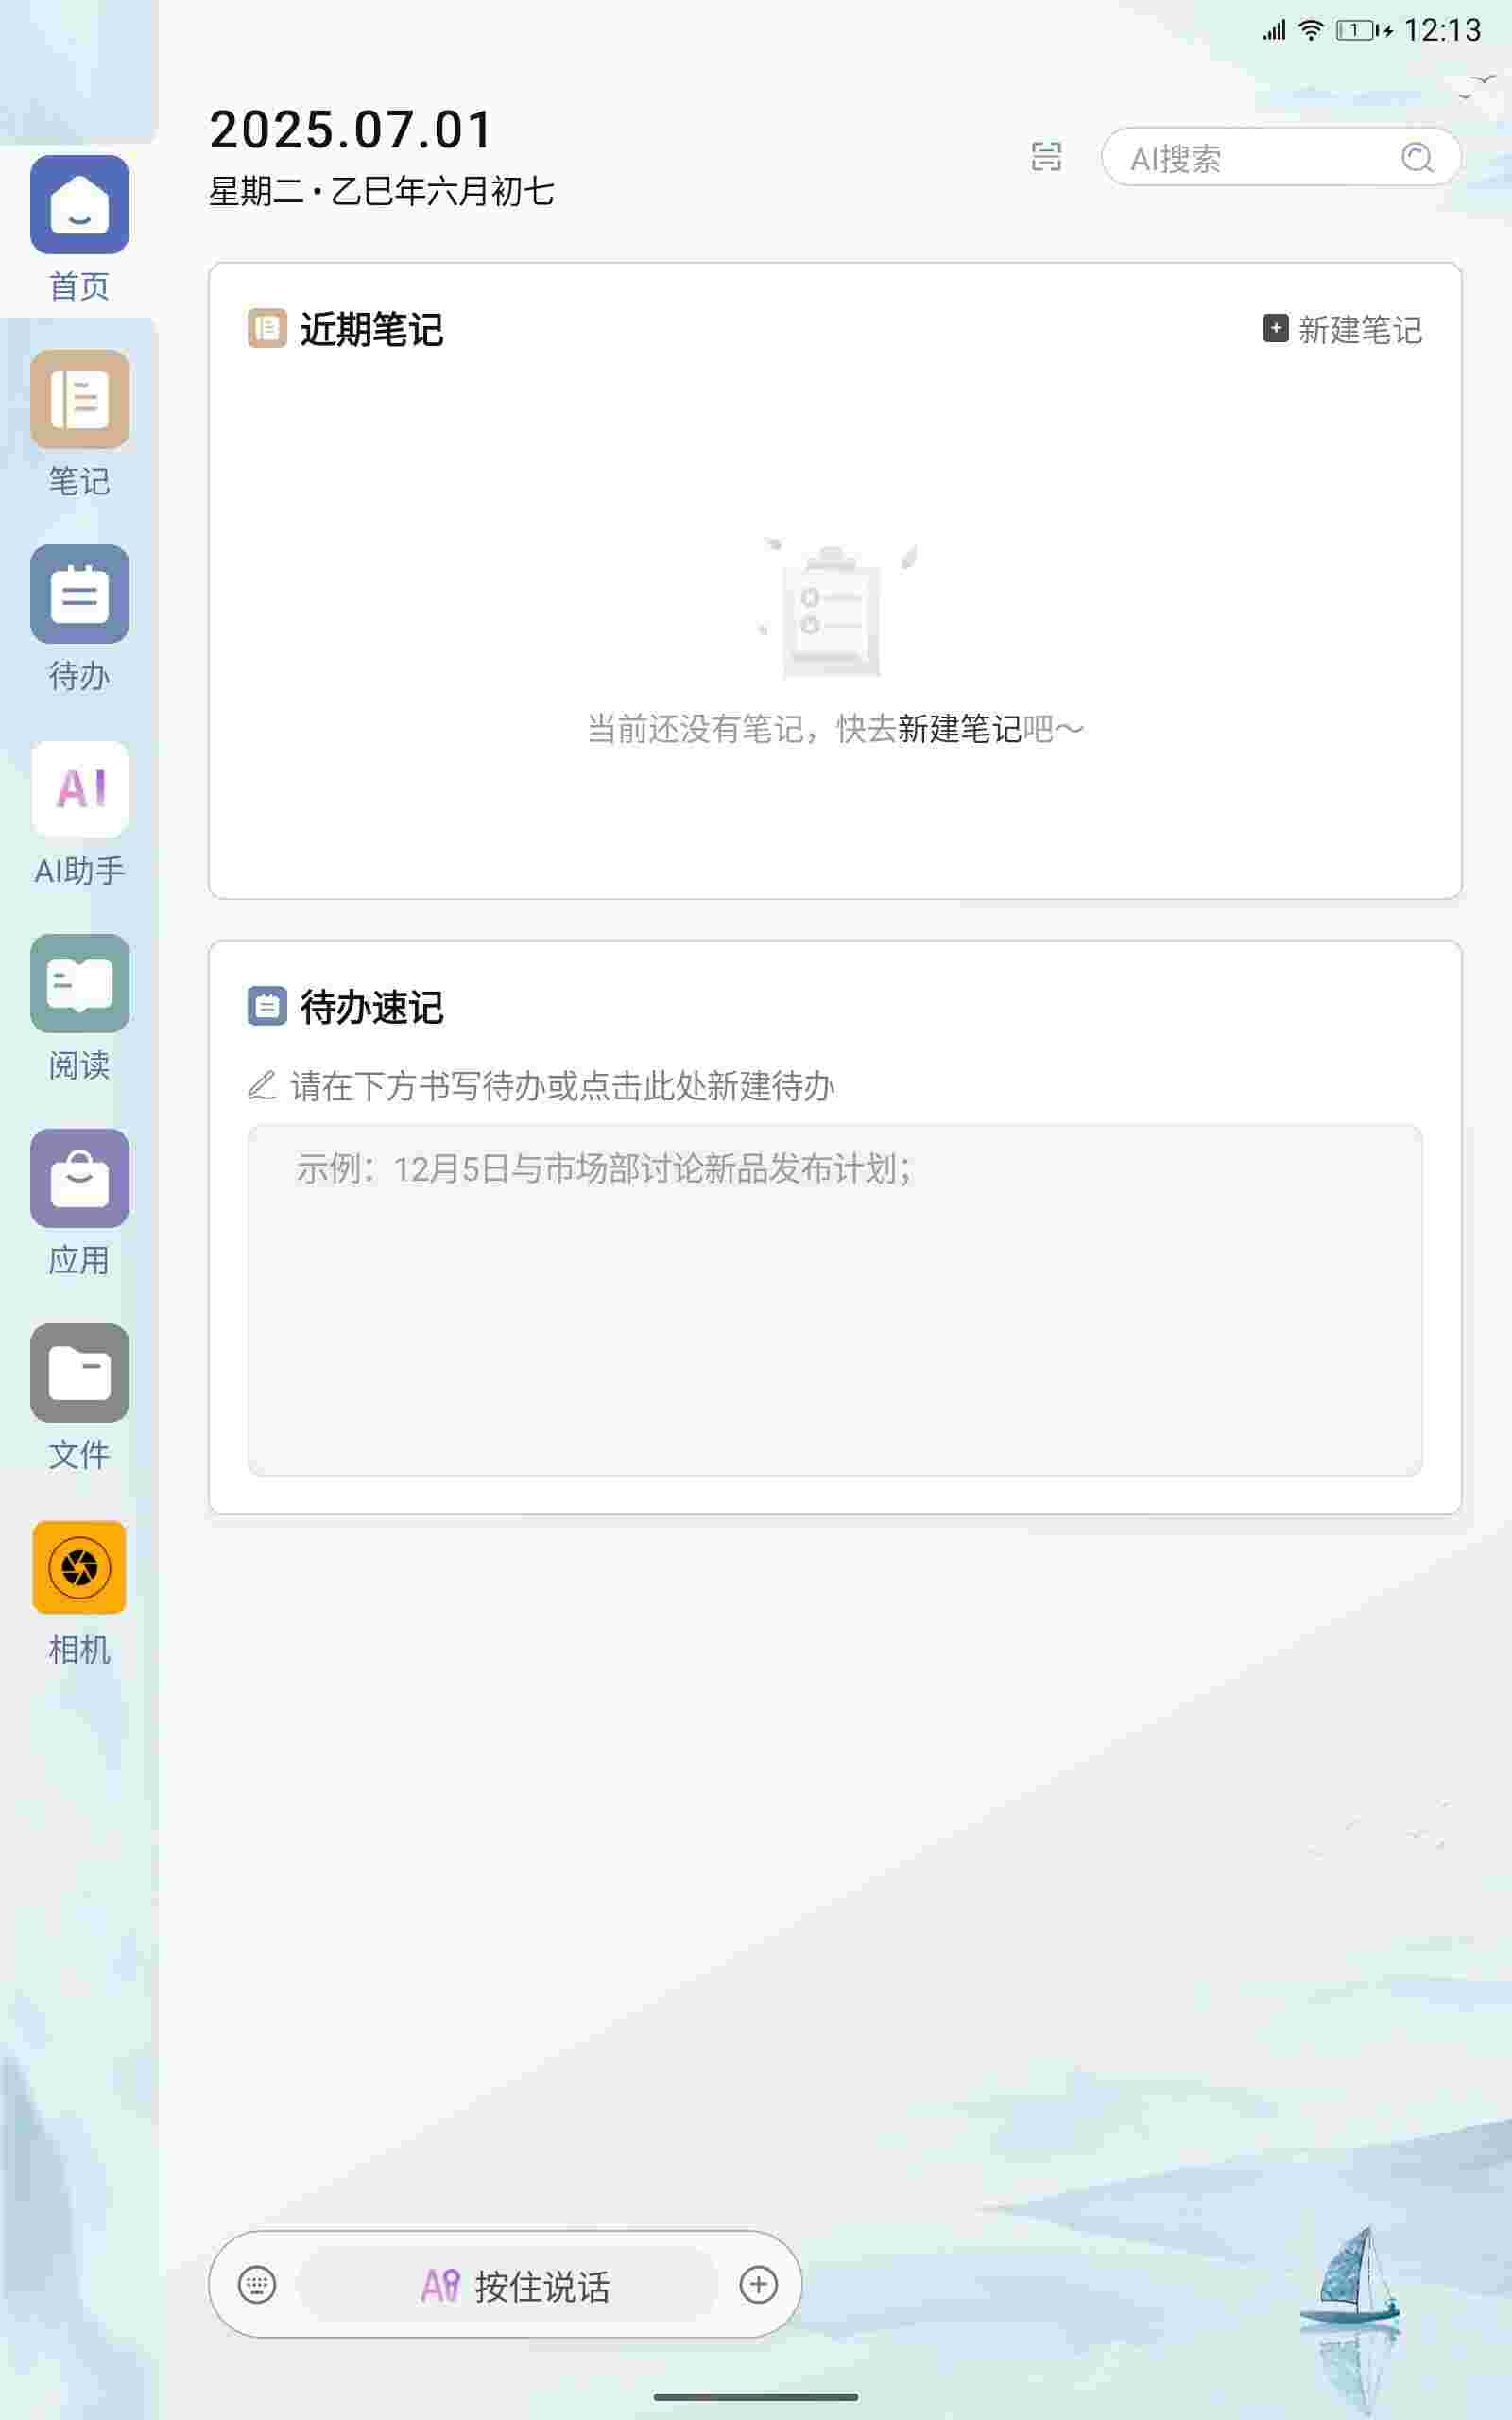 1 12:13
2025.07.01
星期二·乙巳年六月初七
AI搜索
首页
近期笔记
新建笔记
笔记
待办
当前还没有笔记，快去新建笔记吧～
AI
AI助手
待办速记
阅读
请在下方书写待办或点击此处新建待办
示例：12月5日与市场部讨论新品发布计划；
应用
文件
相机
AI 按住说话